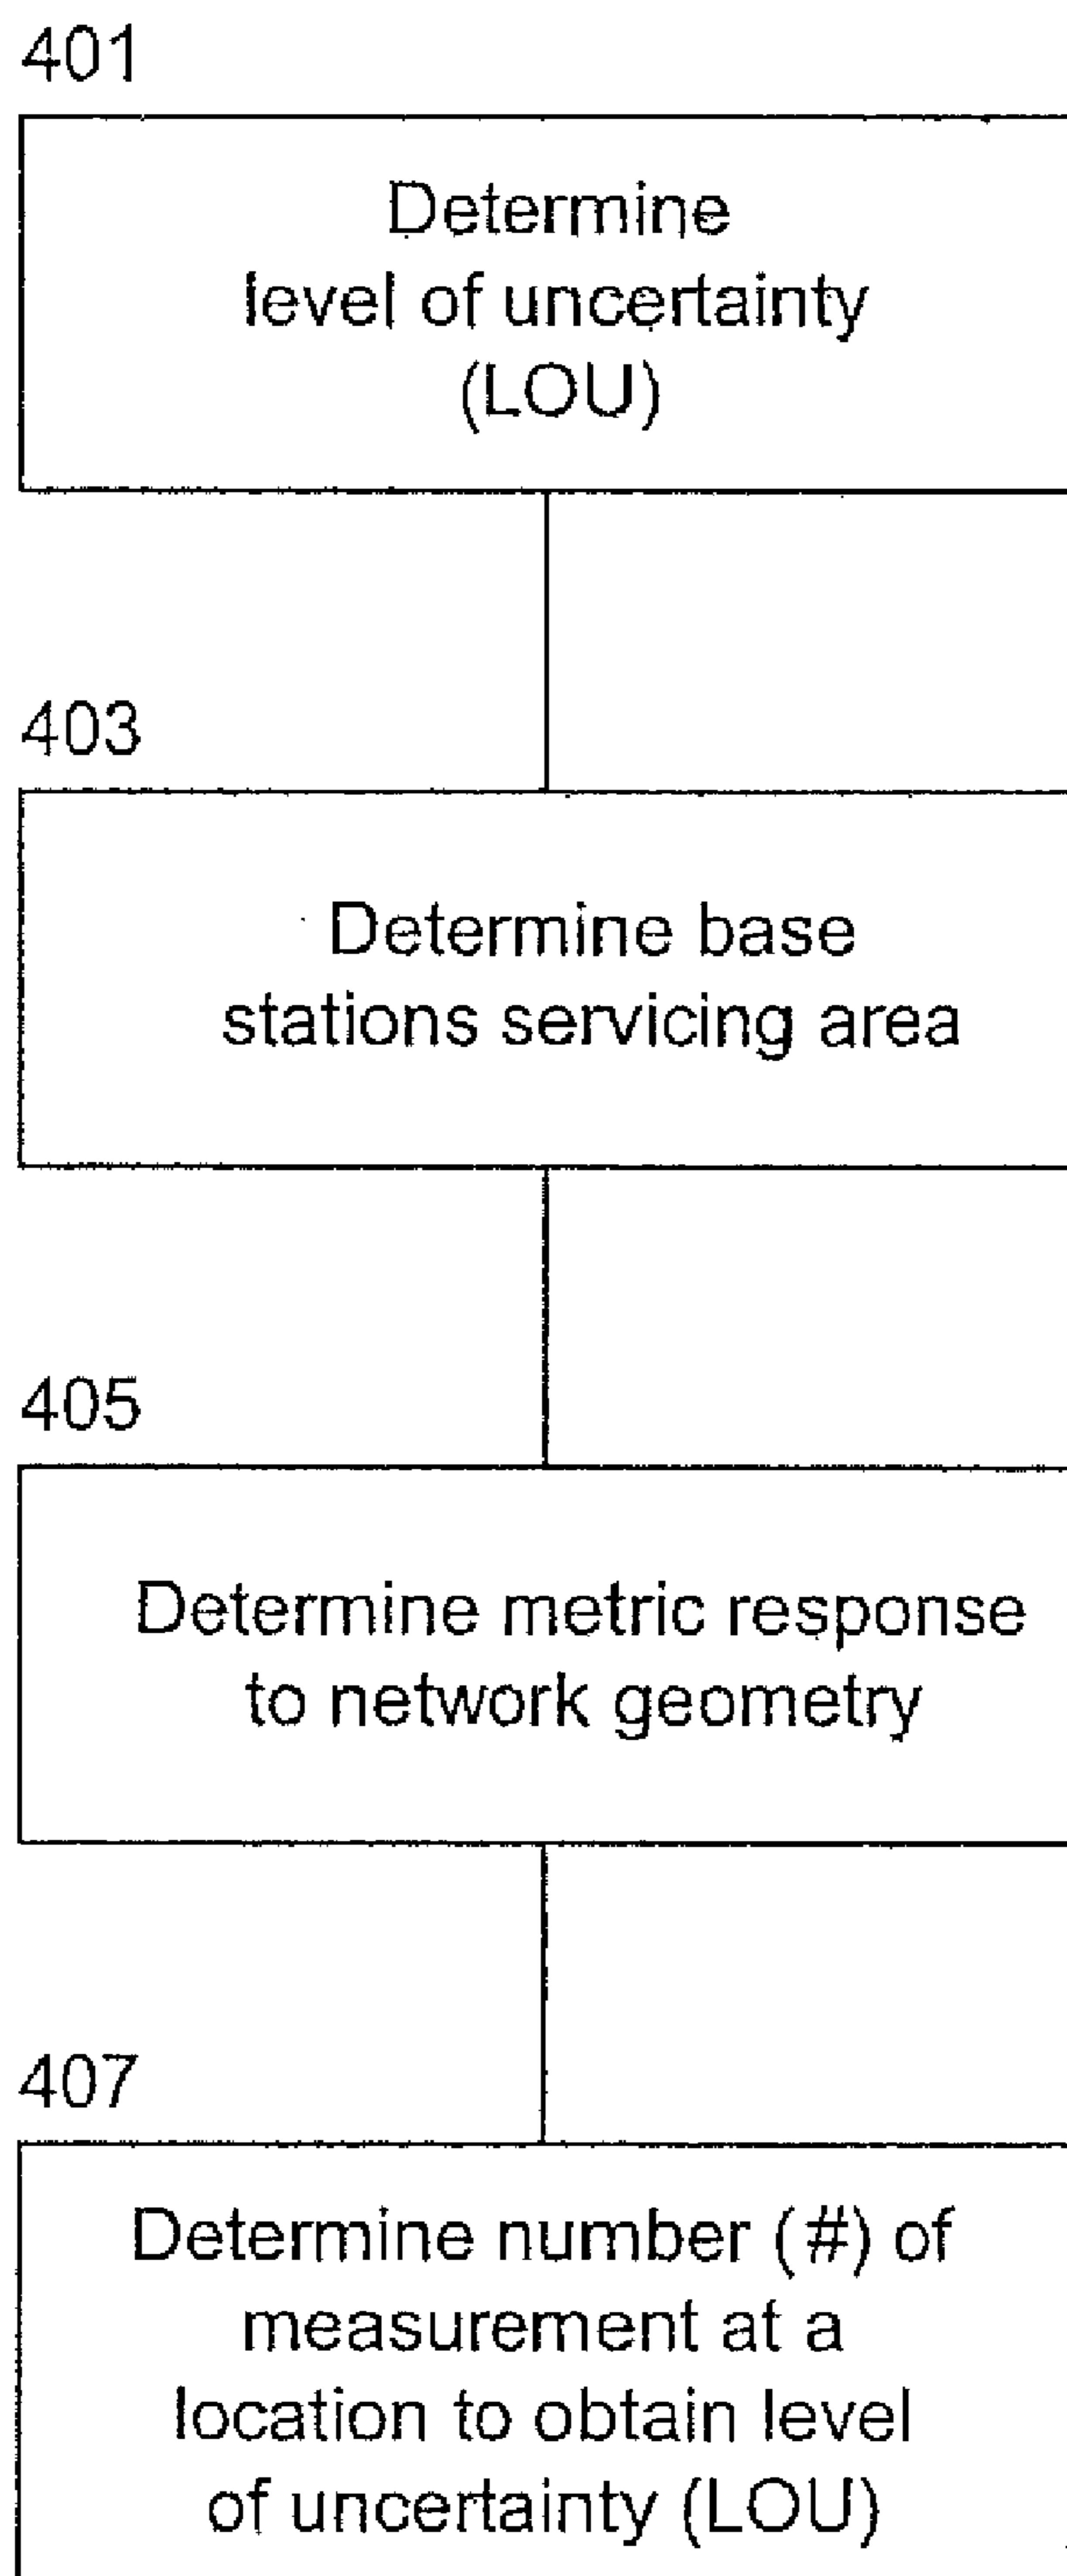 401
Determine
level of uncertainty
(LOU)
403
Determine base
stations servicing area
405
Determine metric response
to network geometry
407
Determine number (#) of
measurement at a
location to obtain level
of uncertainty (LOU)